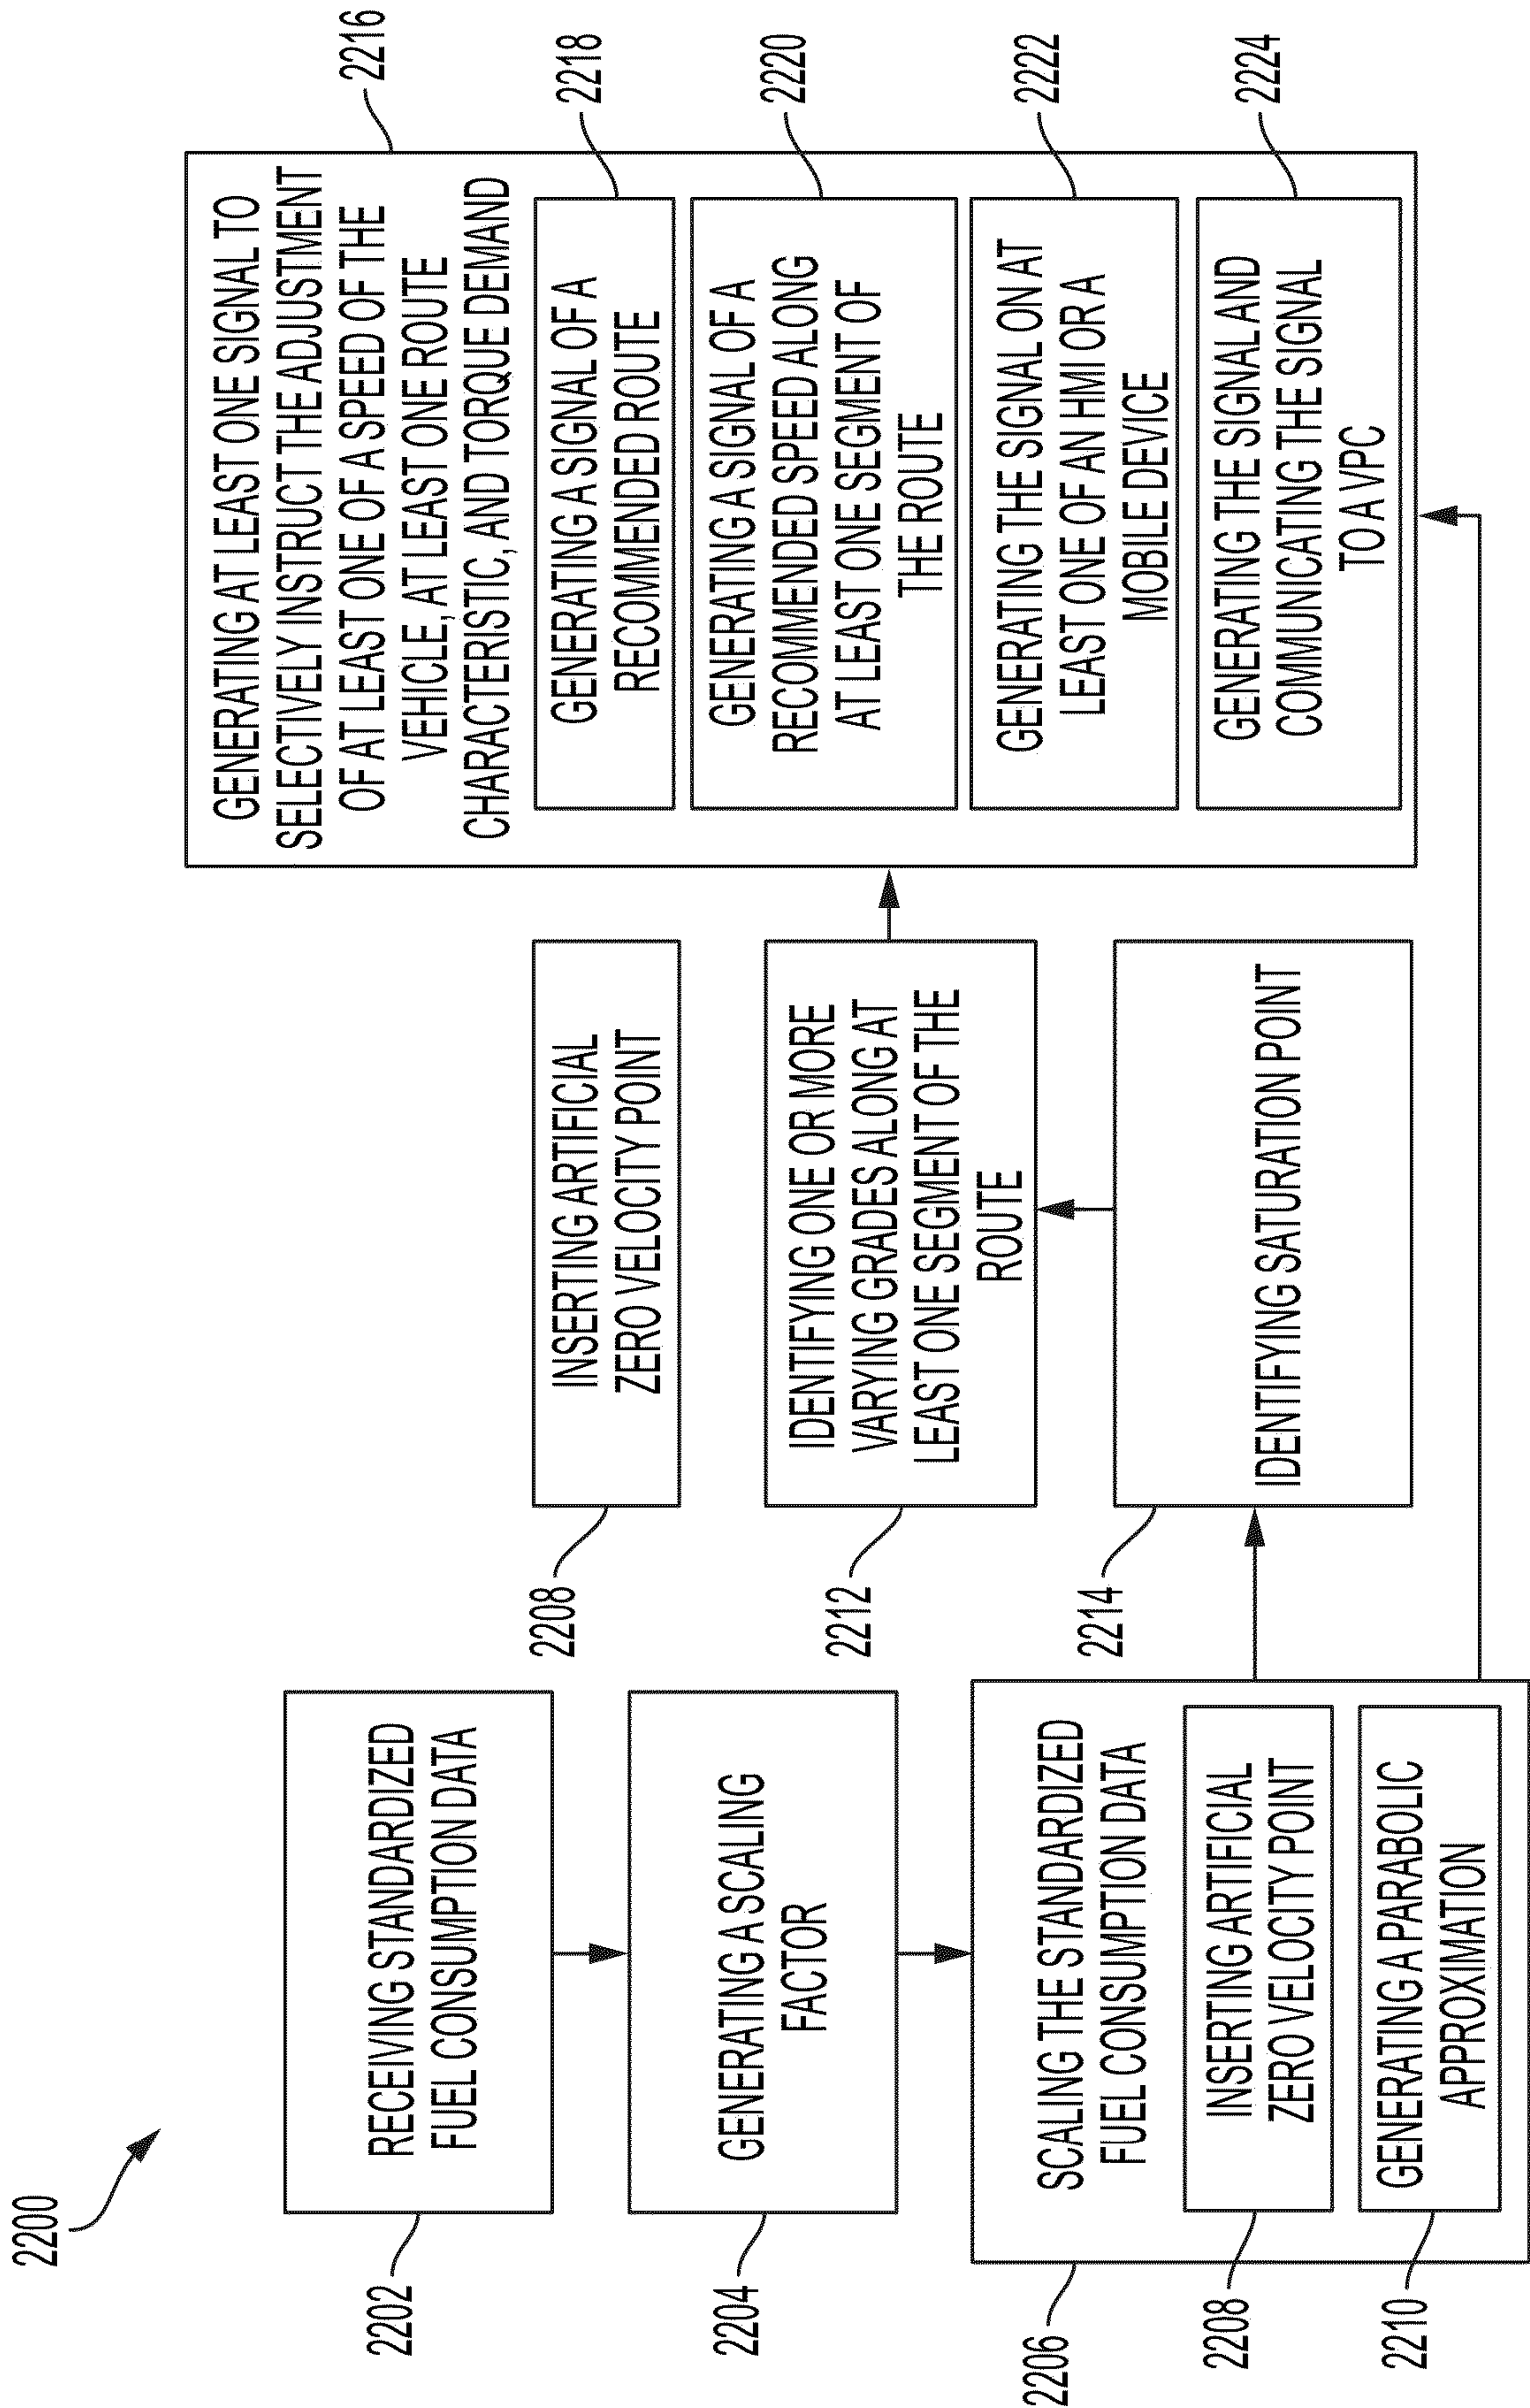 2200
2202
RECEIVING STANDARDIZED
FUEL CONSUMPTION DATA
2204
GENERATING A SCALING
FACTOR
2206
SCALING THE STANDARDIZED
FUEL CONSUMPTION DATA
2208
INSERTING ARTIFICIAL
ZERO VELOCITY POINT
2210
GENERATING A PARABOLIC
APPROXIMATION
2208
INSERTING ARTIFICIAL
ZERO VELOCITY POINT
2212
IDENTIFYING ONE OR MORE
VARYING GRADES ALONG AT
LEAST ONE SEGMENT OF THE
ROUTE
2214
IDENTIFYING SATURATION POINT
2216
GENERATING AT LEAST ONE SIGNAL TO
SELECTIVELY INSTRUCT THE ADJUSTMENT
OF AT LEAST ONE OF A SPEED OF THE
VEHICLE, AT LEAST ONE ROUTE
CHARACTERISTIC, AND TORQUE DEMAND
2218
GENERATING A SIGNAL OF A
RECOMMENDED ROUTE
2220
GENERATING A SIGNAL OF A
RECOMMENDED SPEED ALONG
AT LEAST ONE SEGMENT OF
THE ROUTE
2222
GENERATING THE SIGNAL ON AT
LEAST ONE OF AN HMI OR A
MOBILE DEVICE
2224
GENERATING THE SIGNAL AND
COMMUNICATING THE SIGNAL
TO A VPC